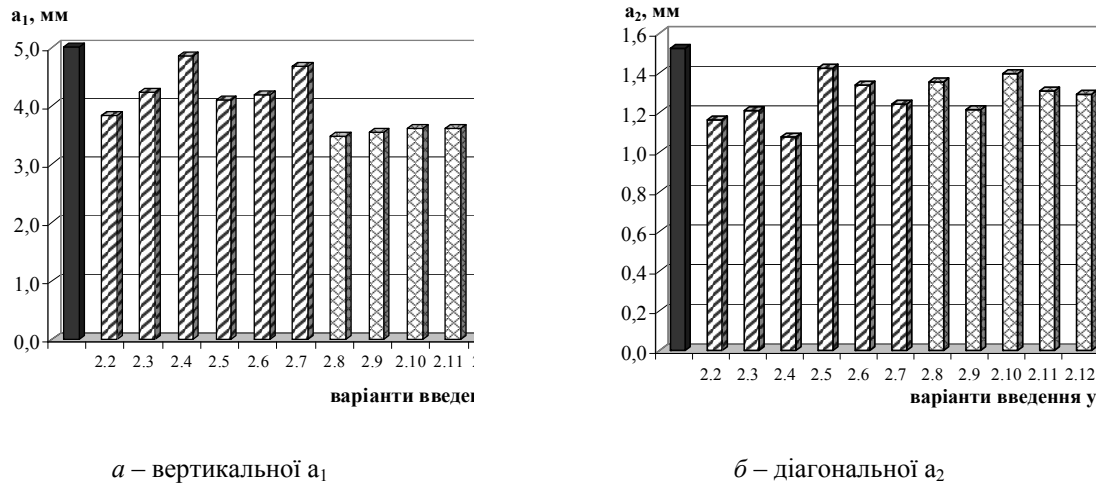 a1, мм
5,0
4,0
3,0
2,0
1,0
0,0
2.2 2.3 2.4 2.5 2.6 2.7 2.8 2.9 2.10 2.11
варіанти
а – вертикальної a1
a2, мм
1,6
1,4
1,2
1,0
0,8
0,6
0,4
0,2
0,0
2.2 2.3 2.4 2.5 2.6 2.7 2.8 2.9 2.10 2.11 2.12
варіанти введення у
б – діагональної a2